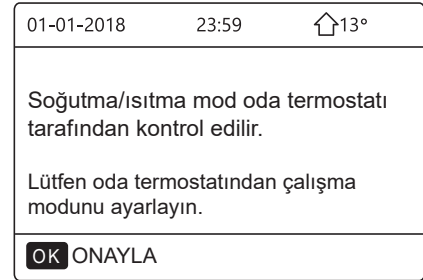 01-01-2018 23:59 13°
Soğutma/ısıtma mod oda termostatı
tarafından kontrol edilir.
Lütfen oda termostatından çalışma
modunu ayarlayın.
OK ONAYLA